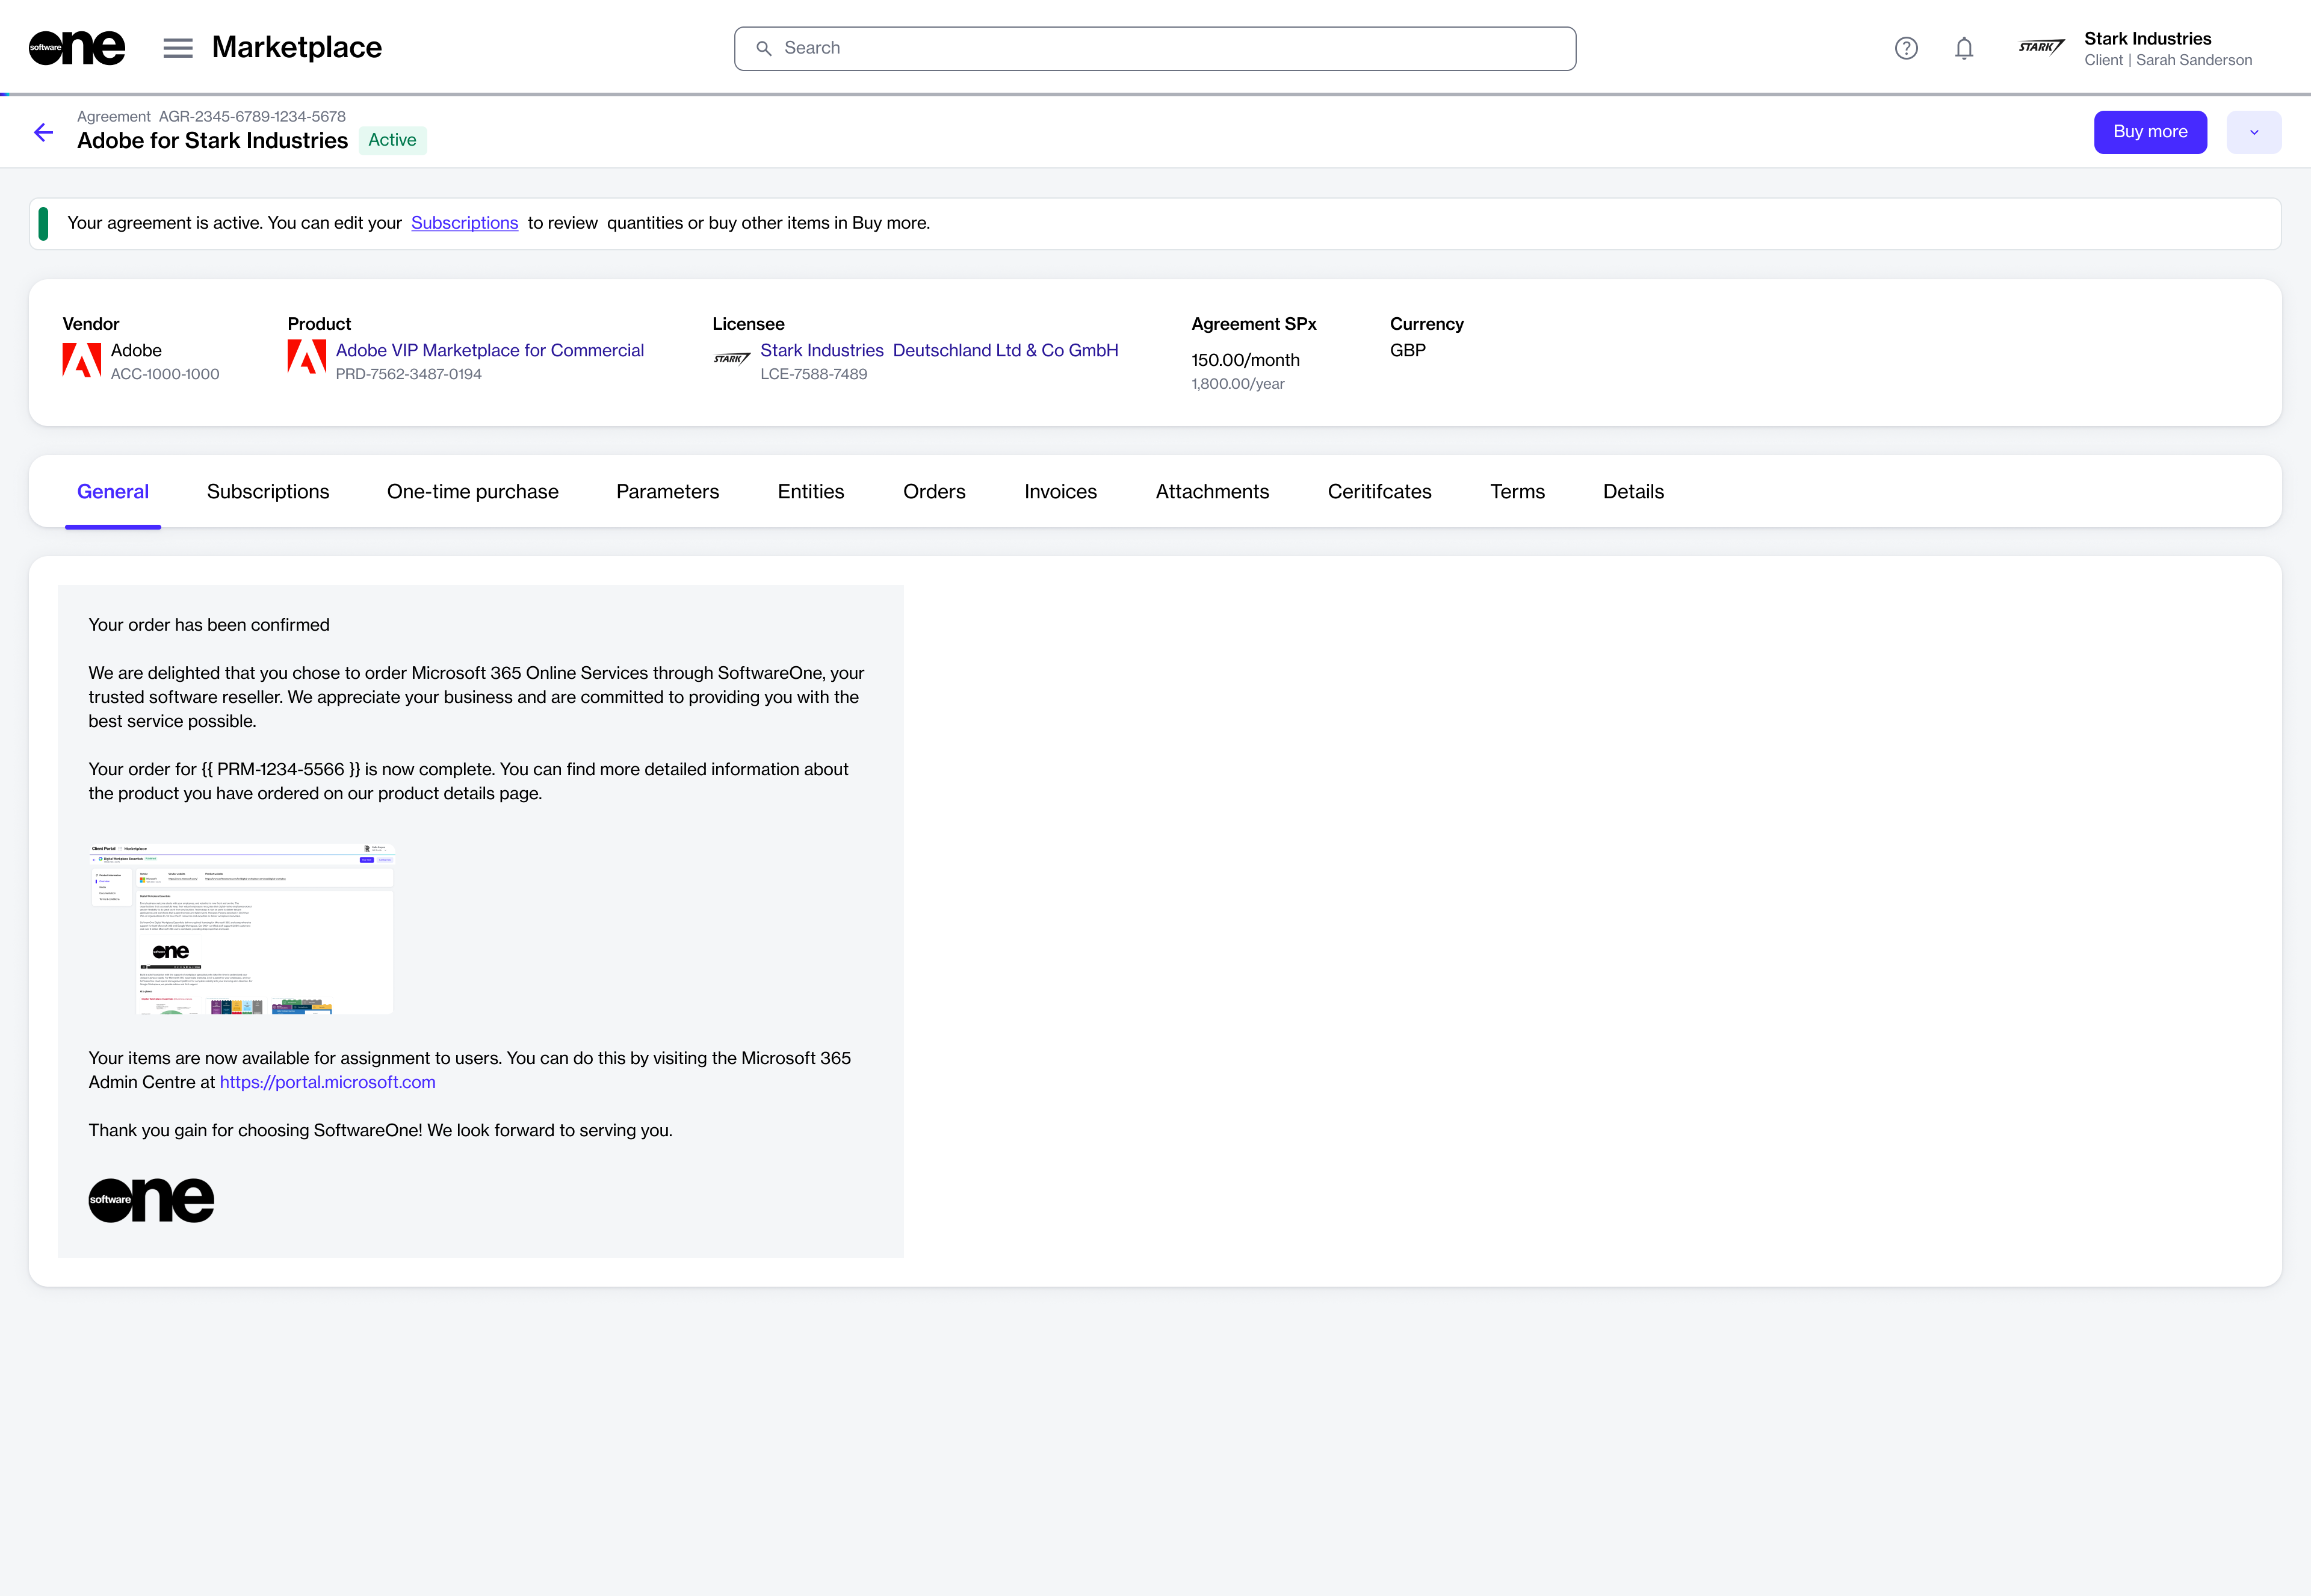 software one
Marketplace
Search
Stark Industries
Client | Sarah Sanderson
Agreement AGR-2345-6789-1234-5678
Adobe for Stark Industries Active
Buy more
Your agreement is active. You can edit your Subscriptions to review quantities or buy other items in Buy more.
Vendor Product Licensee Agreement SPx Currency
Adobe Adobe VIP Marketplace for Commercial STARK Stark Industries Deutschland Ltd & Co GmbH 150.00/month GBP
ACC-1000-1000 PRD-7562-3487-0194 LCE-7588-7489 1,800.00/year
General Subscriptions One-time purchase Parameters Entities Orders Invoices Attachments Ceritifcates Terms Details
Your order has been confirmed
We are delighted that you chose to order Microsoft 365 Online Services through SoftwareOne, your
trusted software reseller. We appreciate your business and are committed to providing you with the
best service possible.
Your order for {{ PRM-1234-5566 }} is now complete. You can find more detailed information about
the product you have ordered on our product details page.
Client Portal Marketplace
Digital Workplace Essentials
one
Your items are now available for assignment to users. You can do this by visiting the Microsoft 365
Admin Centre at https://portal.microsoft.com
Thank you gain for choosing SoftwareOne! We look forward to serving you.
software one